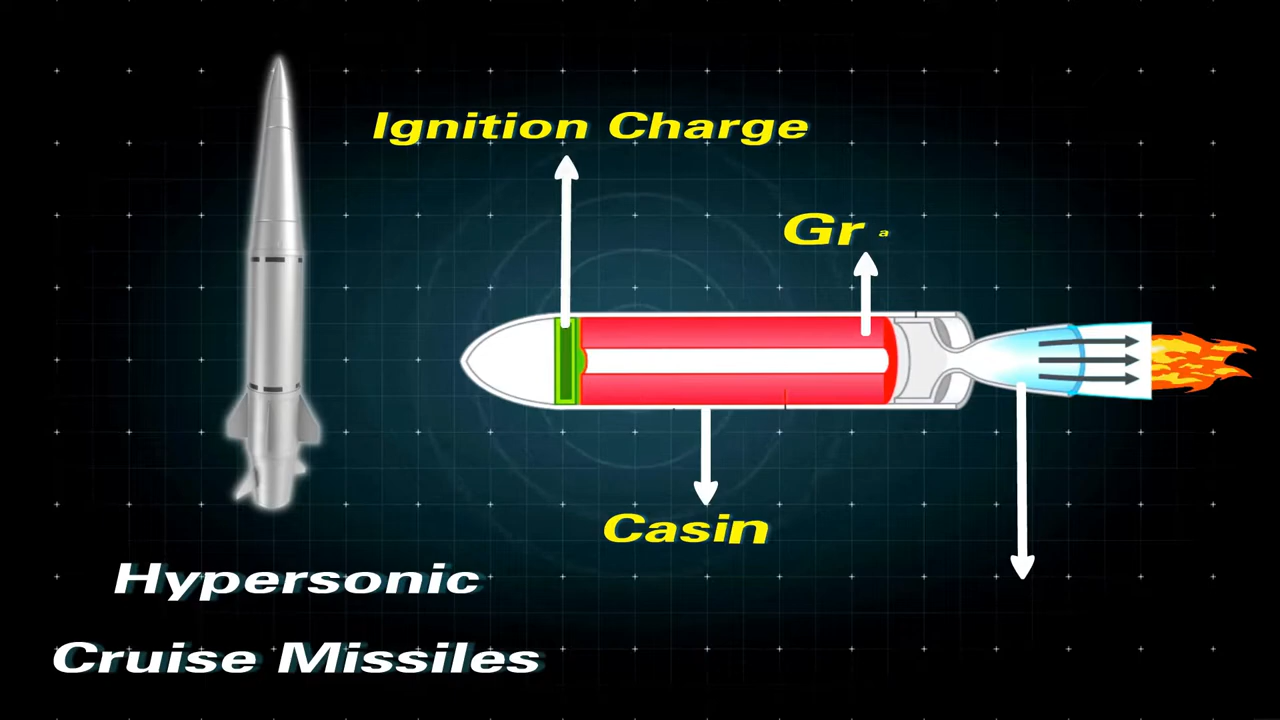 Ignition Charge
Gr a
Casin
Hypersonic
Cruise Missiles